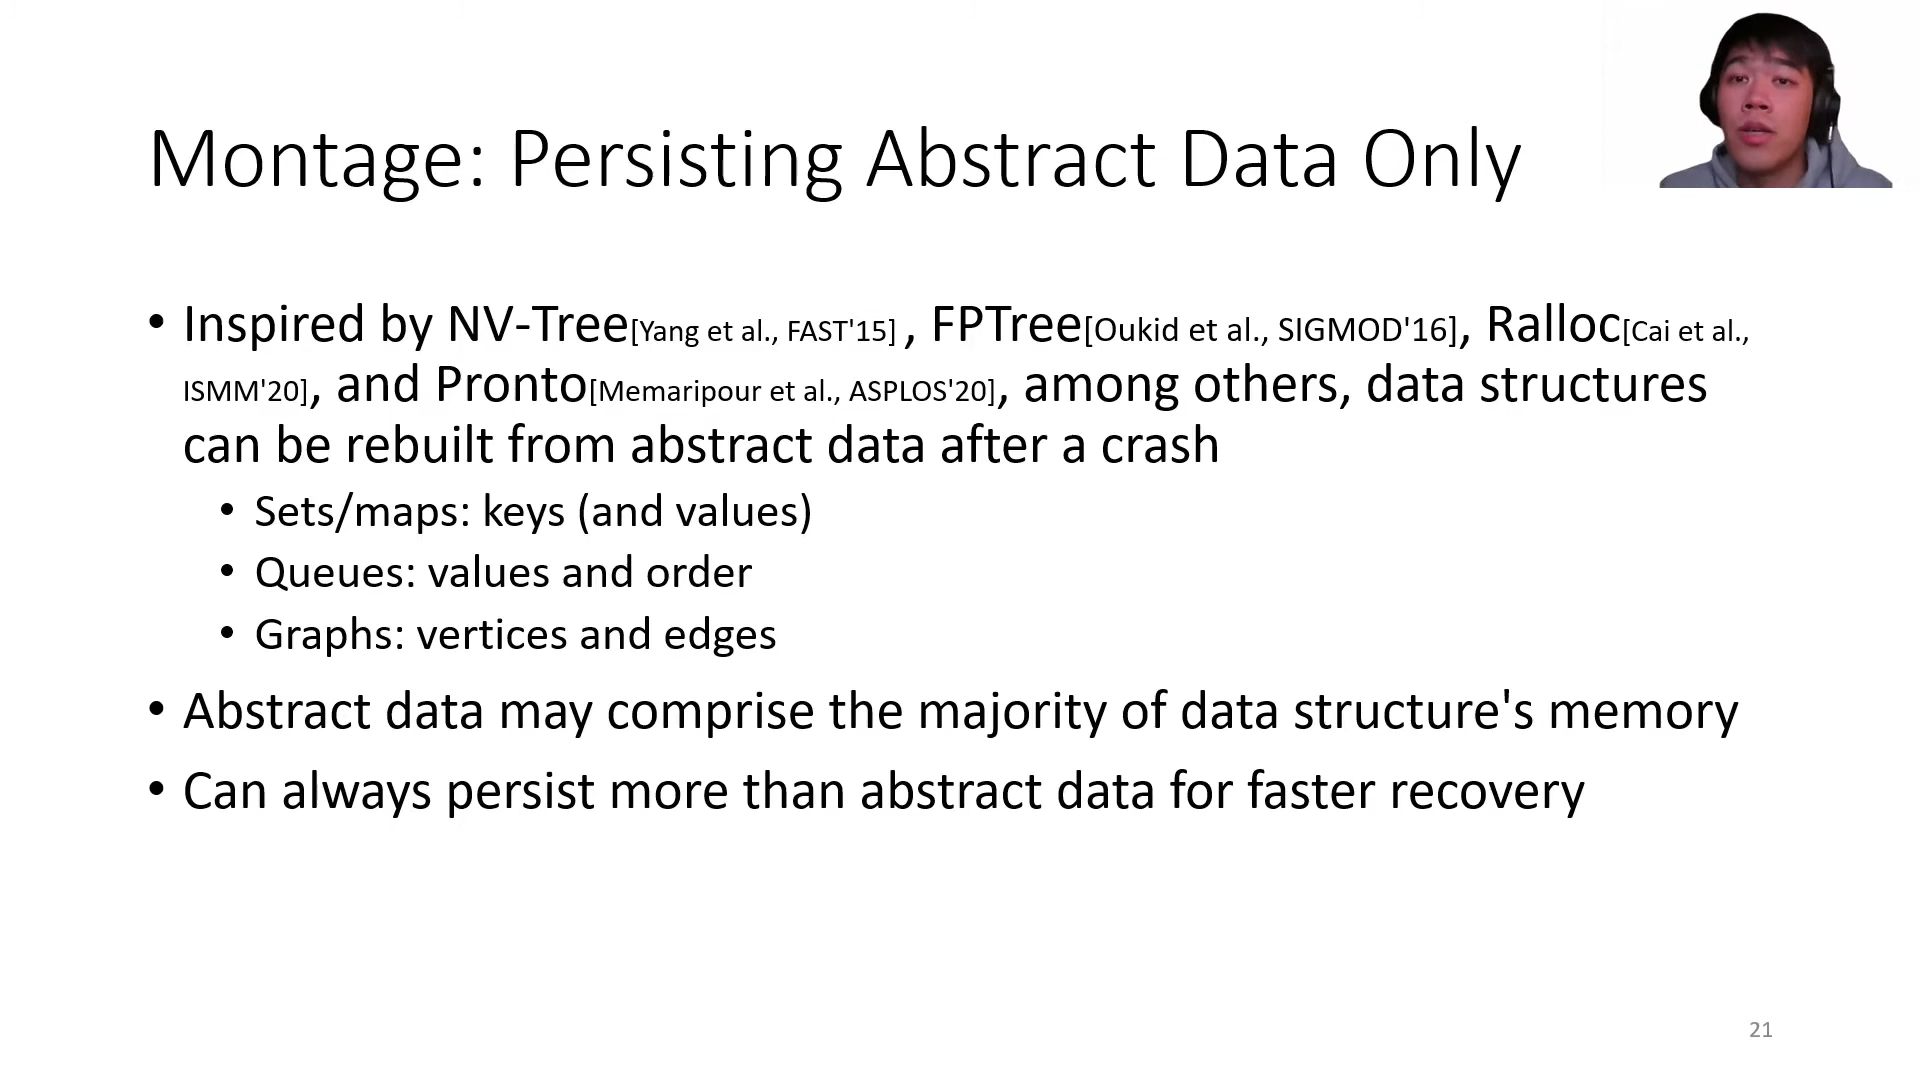 Montage: Persisting Abstract Data Only
• Inspired by NV-Tree[Yang et al., FAST'15] , FPTree[Oukid et al., SIGMOD'16], Ralloc[Cai et al.,
ISMM'20], and Pronto[Memaripour et al., ASPLOS'20], among others, data structures
can be rebuilt from abstract data after a crash
• Sets/maps: keys (and values)
• Queues: values and order
• Graphs: vertices and edges
• Abstract data may comprise the majority of data structure's memory
• Can always persist more than abstract data for faster recovery
21